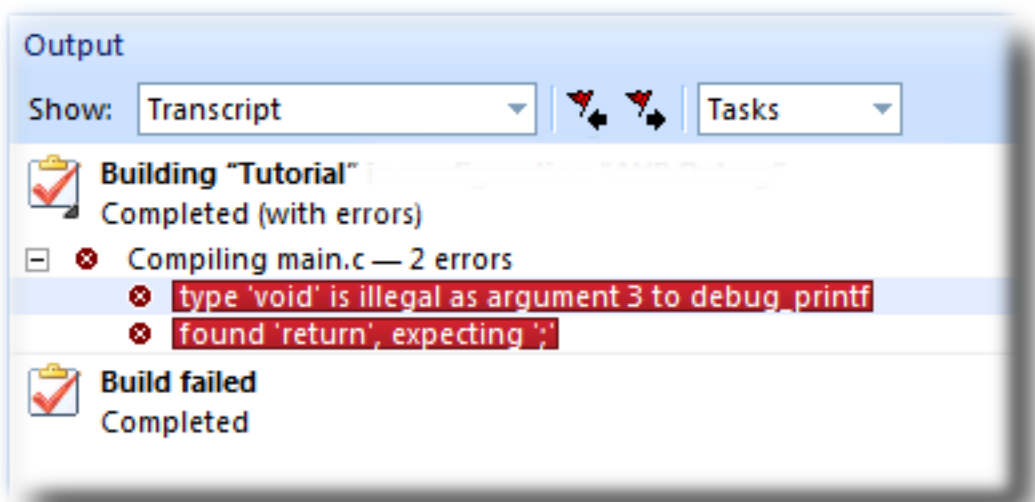 Output
Show: Transcript Tasks
Building “Tutorial”
Completed (with errors)
Compiling main.c — 2 errors
type 'void' is illegal as argument 3 to debug_printf
found 'return', expecting ';'
Build failed
Completed